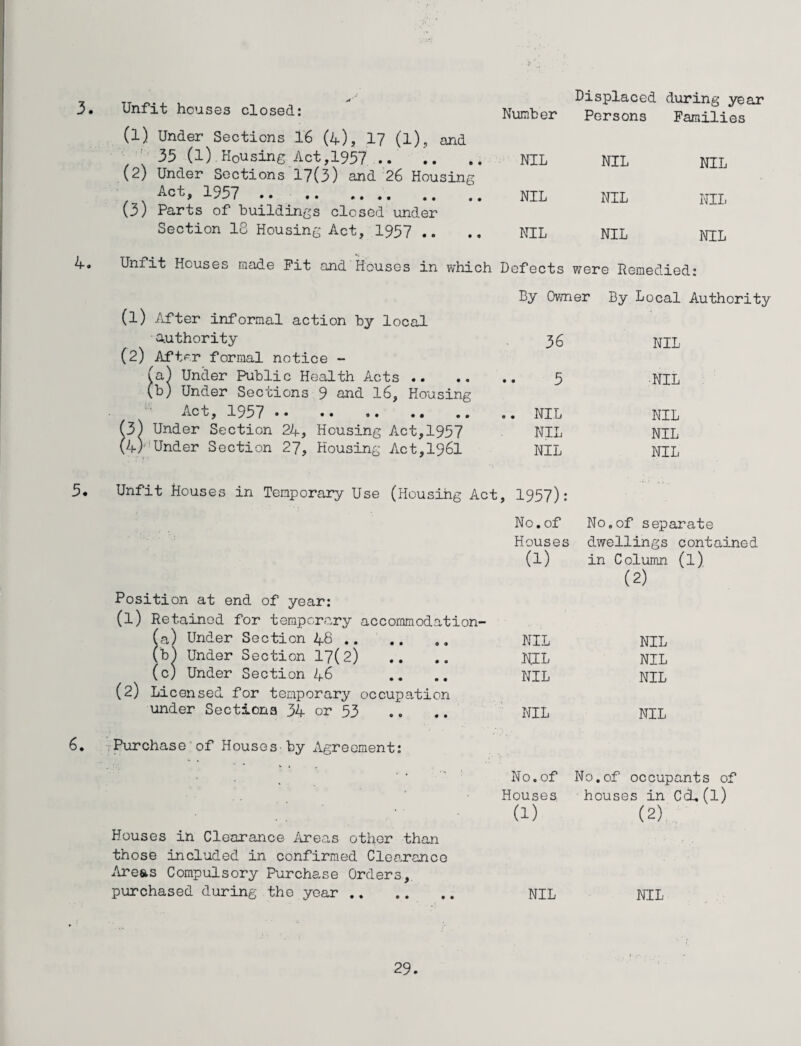 Displaced during year
3. Unfit houses closed: Number Persons Families
(1) Under Sections 16 (4), 17 (1), and
35 (1) Housing Act,1957 .. .. .. NIL NIL NIL
(2) Under Sections 17(3) and 26 Housing
Act, 1957 .. .. .. .. .. .. NIL NIL NIL
(3) Parts of buildings closed under
Section 18 Housing Act, 1957 .. .. NIL NIL NIL
4. Unfit Houses made Fit and Houses in which Defects were Remedied:
By Owner By Local Authority
(1) After informal action by local
authority 36 NIL
(2) After formal notice -
(a) Under Public Health Acts .. .. .. 5 NIL
(b) Under Sections 9 and 16, Housing
Act, 1957 .. .. .. .. .. .. NIL NIL
(3) Under Section 24, Housing Act,1957 NIL NIL
(4) Under Section 27, Housing Act,1961 NIL NIL
5. Unfit Houses in Temporary Use (Housing Act, 1957):
No.of No.of separate
Houses dwellings contained
(1) in Column (1)
(2)
Position at end of year:
(1) Retained for temporary accommodation-
(a) Under Section 48 .. .. .. NIL NIL
(b) Under Section 17(2) .. .. NIL NIL
(c) Under Section 46 .. .. NIL NIL
(2) Licensed for temporary occupation
under Sections 34 or 53 .. .. NIL NIL
6. Purchase of Houses by Agreement:
No.of No.of occupants of
Houses houses in Cd.(1)
(1) (2)
Houses in Clearance Areas other than
those included in confirmed Clearance
Areas Compulsory Purchase Orders,
purchased during the year .. .. .. NIL NIL
29.